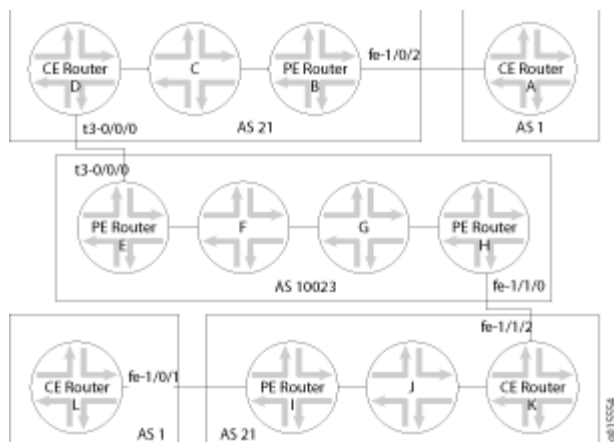 CE Router
D
C
PE Router
B
fe-1/0/2
CE Router
A
AS 21
AS 1
t3-0/0/0
t3-0/0/0
PE Router
E
F
G
PE Router
H
AS 10023
fe-1/1/0
fe-1/1/2
CE Router
L
fe-1/0/1
PE Router
I
J
CE Router
K
AS 1
AS 21